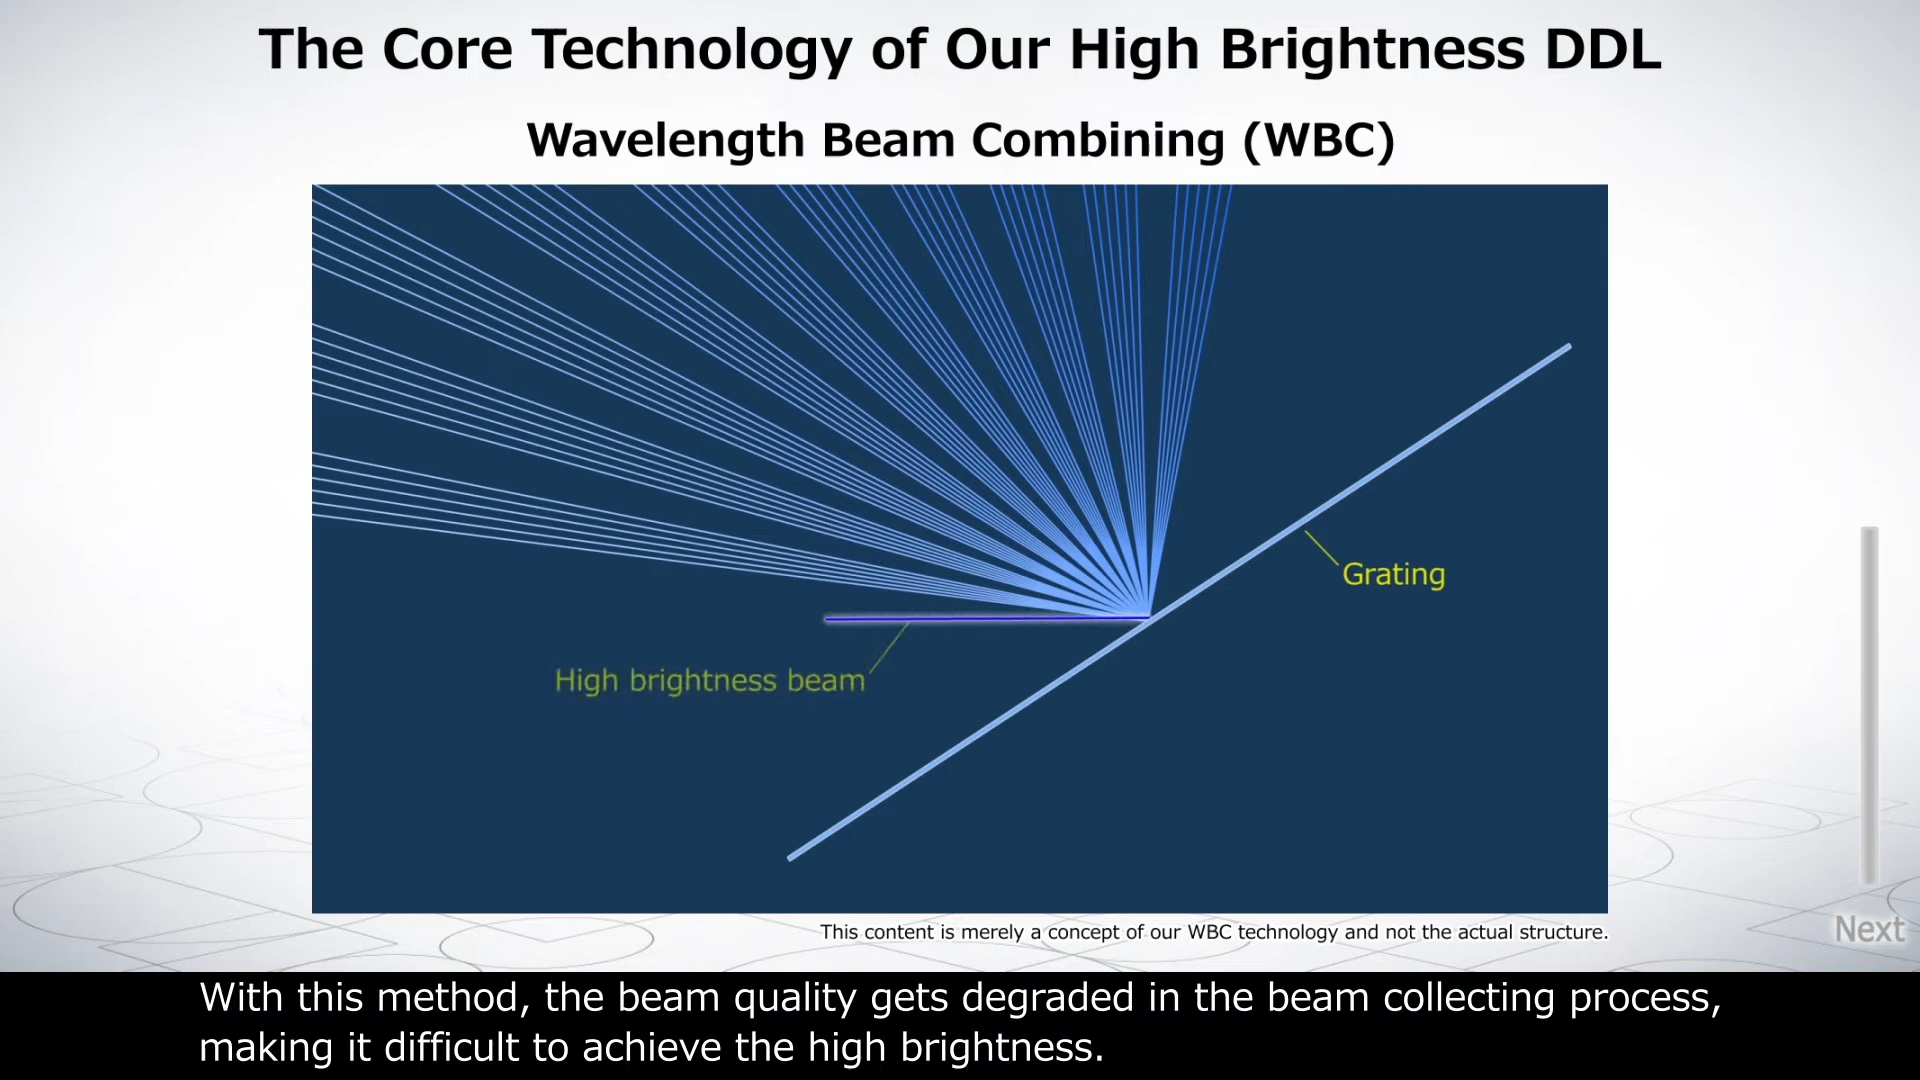 The Core Technology of Our High Brightness DDL
Wavelength Beam Combining (WBC)
Grating
High brightness beam
This content is merely a concept of our WBC technology and not the actual structure.
Next
With this method, the beam quality gets degraded in the beam collecting process,
making it difficult to achieve the high brightness.